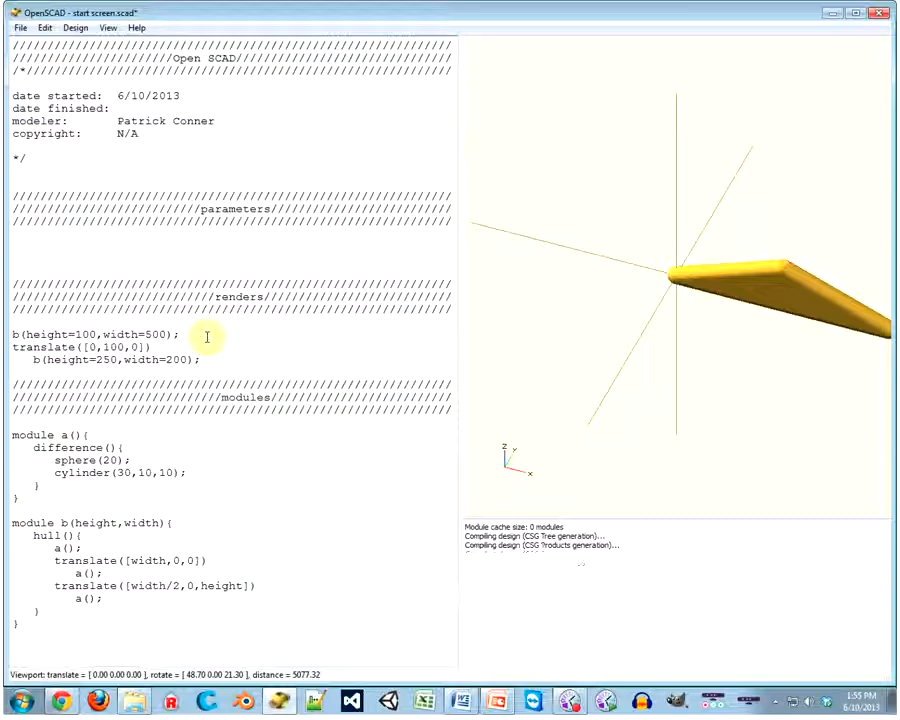 OpenSCAD - start screen.scad*
File Edit Design View Help
///////////////////////////////////////////////////////////////
///////////////////////Open SCAD///////////////////////////////
/*/////////////////////////////////////////////////////////////
date started: 6/10/2013
date finished:
modeler: Patrick Conner
copyright: N/A
*/
///////////////////////////////////////////////////////////////
///////////////////////////parameters//////////////////////////
///////////////////////////////////////////////////////////////
///////////////////////////////////////////////////////////////
/////////////////////////////renders///////////////////////////
///////////////////////////////////////////////////////////////
b(height=100,width=500);
translate([0,100,0])
b(height=250,width=200);
///////////////////////////////////////////////////////////////
//////////////////////////////modules//////////////////////////
///////////////////////////////////////////////////////////////
module a(){
difference(){
sphere(20);
cylinder(30,10,10);
}
}
module b(height,width){
hull(){
a();
translate([width,0,0])
a();
translate([width/2,0,height])
a();
}
}
Z
Y
X
Module cache size: 0 modules
Compiling design (CSG Tree generation)...
Compiling design (CSG Products generation)...
Viewport: translate = [ 0.00 0.00 0.00 ], rotate = [ 48.70 0.00 21.30 ], distance = 5077.32
1:55 PM
6/10/2013